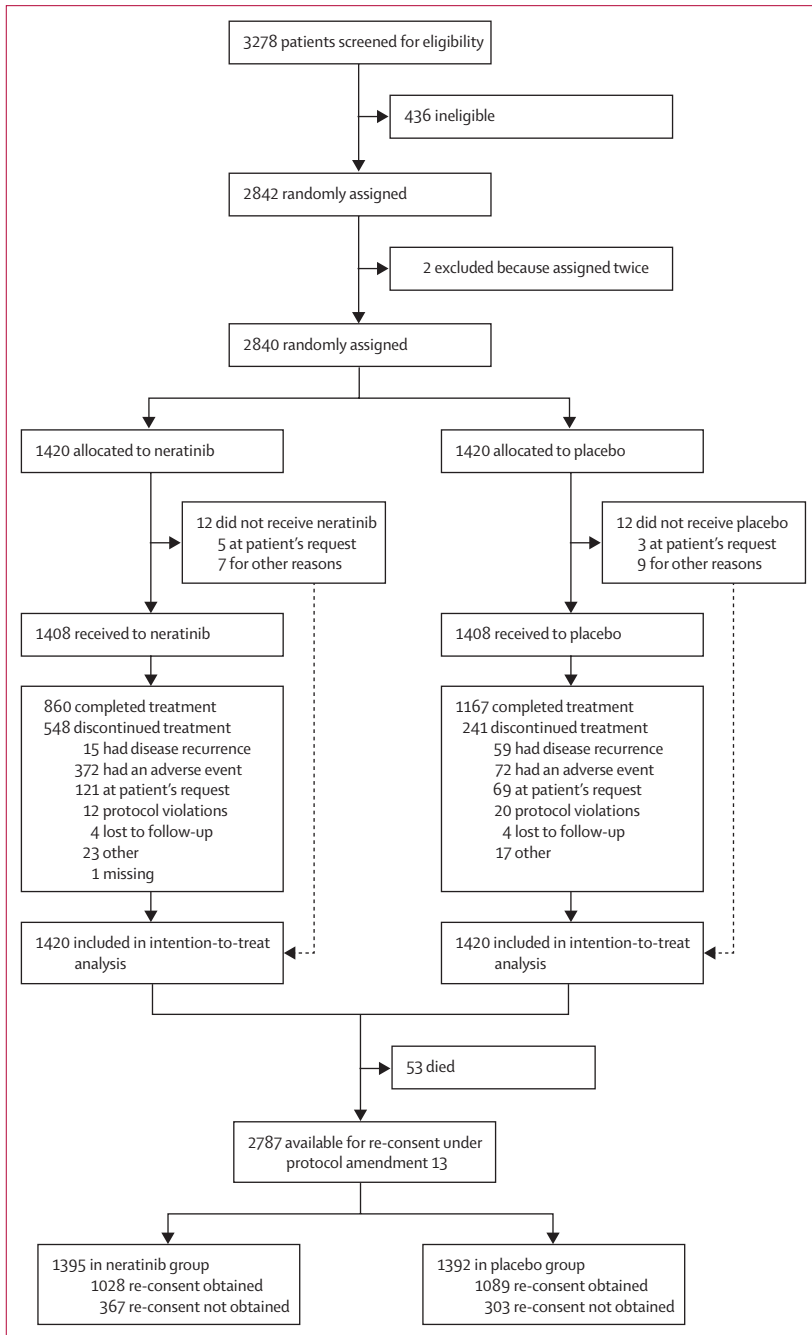 3278 patients screened for eligibility
436 ineligible
2842 randomly assigned
2 excluded because assigned twice
2840 randomly assigned
1420 allocated to neratinib
1420 allocated to placebo
12 did not receive neratinib
5 at patient's request
7 for other reasons
12 did not receive placebo
3 at patient's request
9 for other reasons
1408 received to neratinib
1408 received to placebo
860 completed treatment
548 discontinued treatment
15 had disease recurrence
372 had an adverse event
121 at patient's request
12 protocol violations
4 lost to follow-up
23 other
1 missing
1167 completed treatment
241 discontinued treatment
59 had disease recurrence
72 had an adverse event
69 at patient's request
20 protocol violations
4 lost to follow-up
17 other
1420 included in intention-to-treat
analysis
1420 included in intention-to-treat
analysis
53 died
2787 available for re-consent under
protocol amendment 13
1395 in neratinib group
1028 re-consent obtained
367 re-consent not obtained
1392 in placebo group
1089 re-consent obtained
303 re-consent not obtained